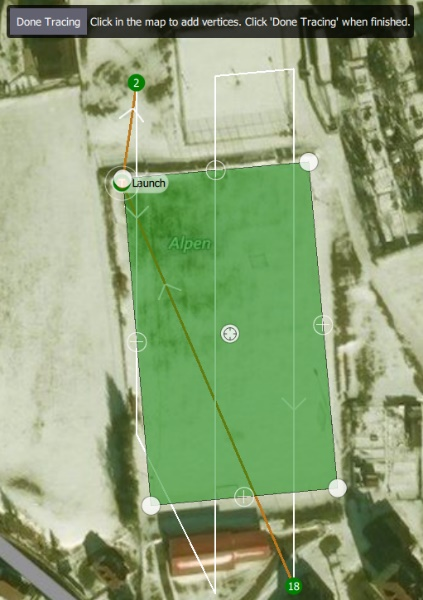 Done Tracing Click in the map to add vertices. Click 'Done Tracing' when finished.
2
Launch
Alpen
18